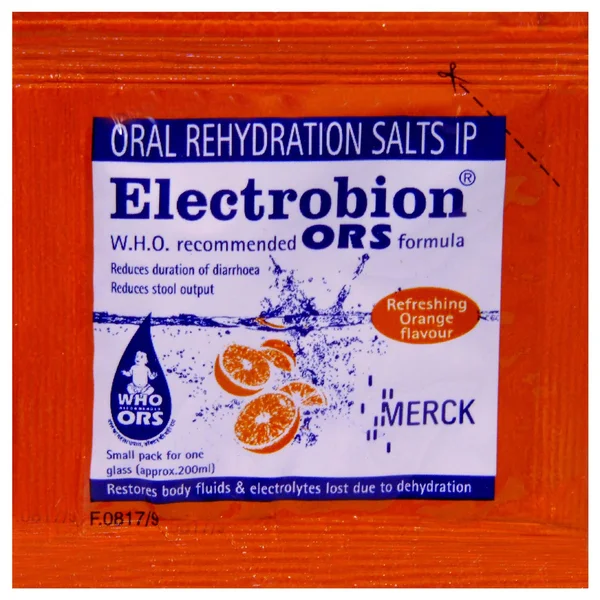 ORAL REHYDRATION SALTS IP
Electrobion®
W.H.O. recommended ORS formula
Reduces duration of diarrhoea
Reduces stool output
Refreshing
Orange
flavour
WHO
ORS
MERCK
Small pack for one
glass (approx.200ml)
Restores body fluids & electrolytes lost due to dehydration
F.0817/9